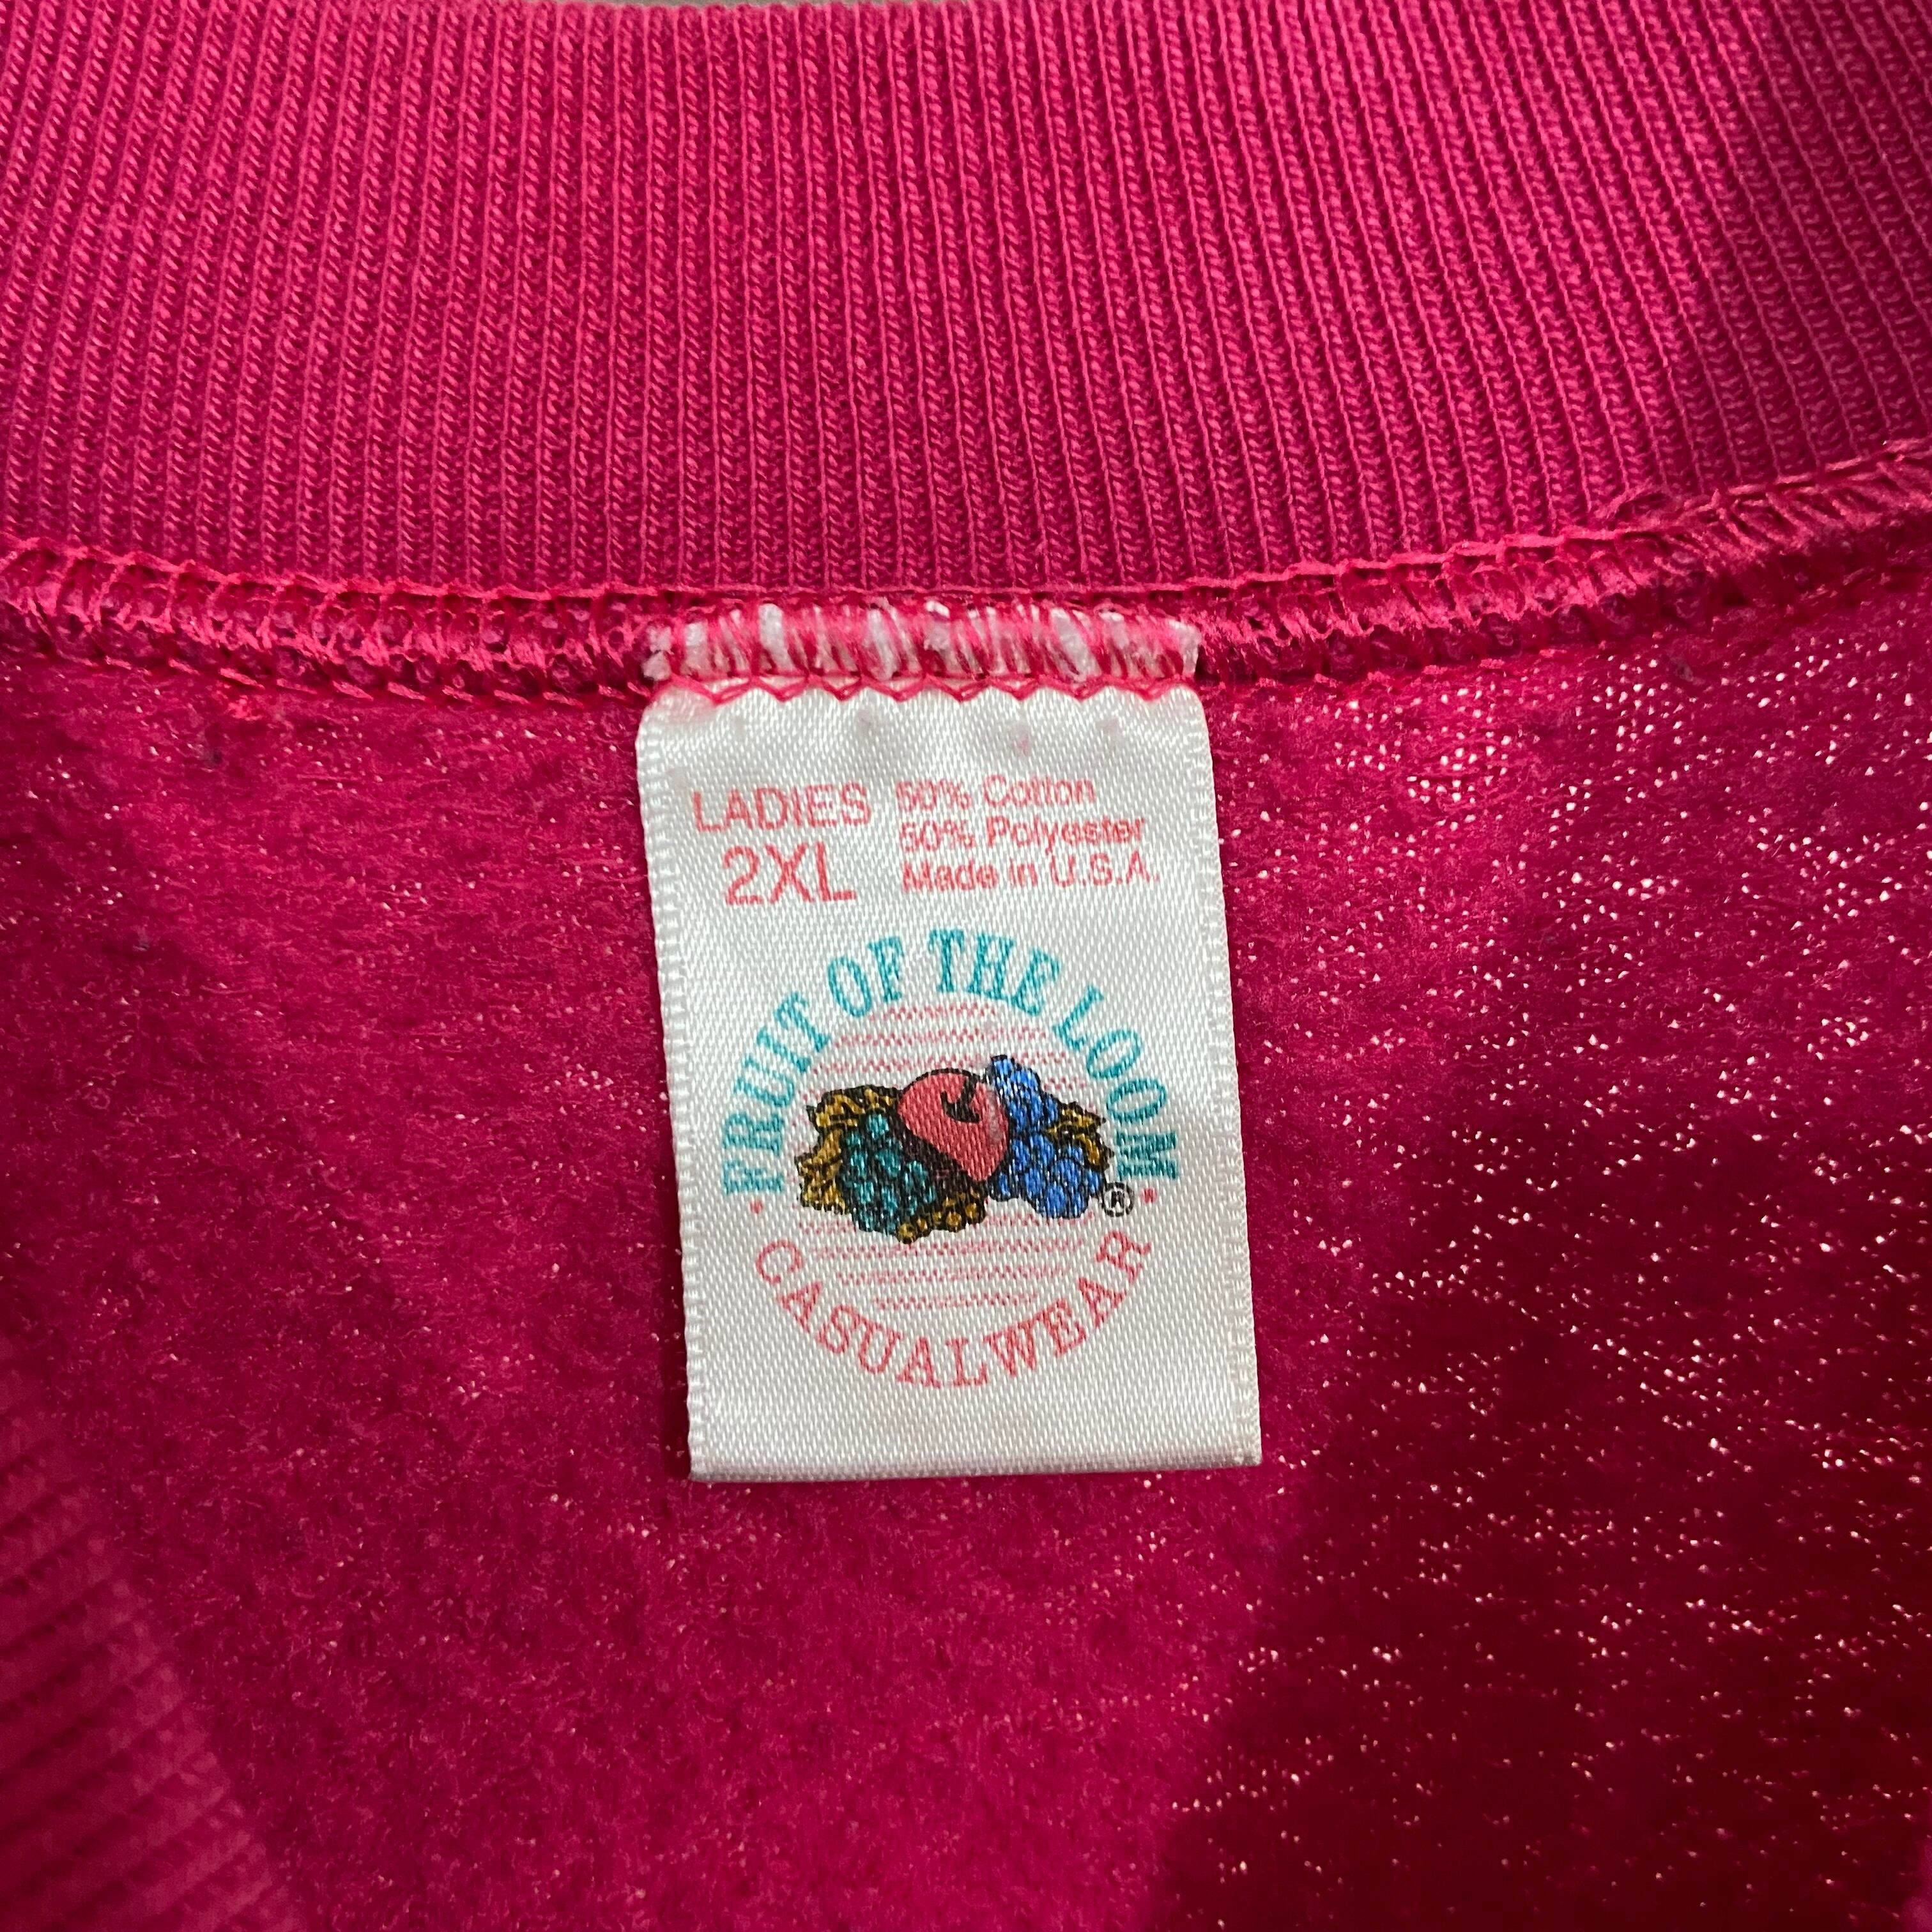 LADIES
2XL
50% Cotton
50% Polyester
Made in U.S.A.
FRUIT OF THE LOOM
®
CASUALWEAR